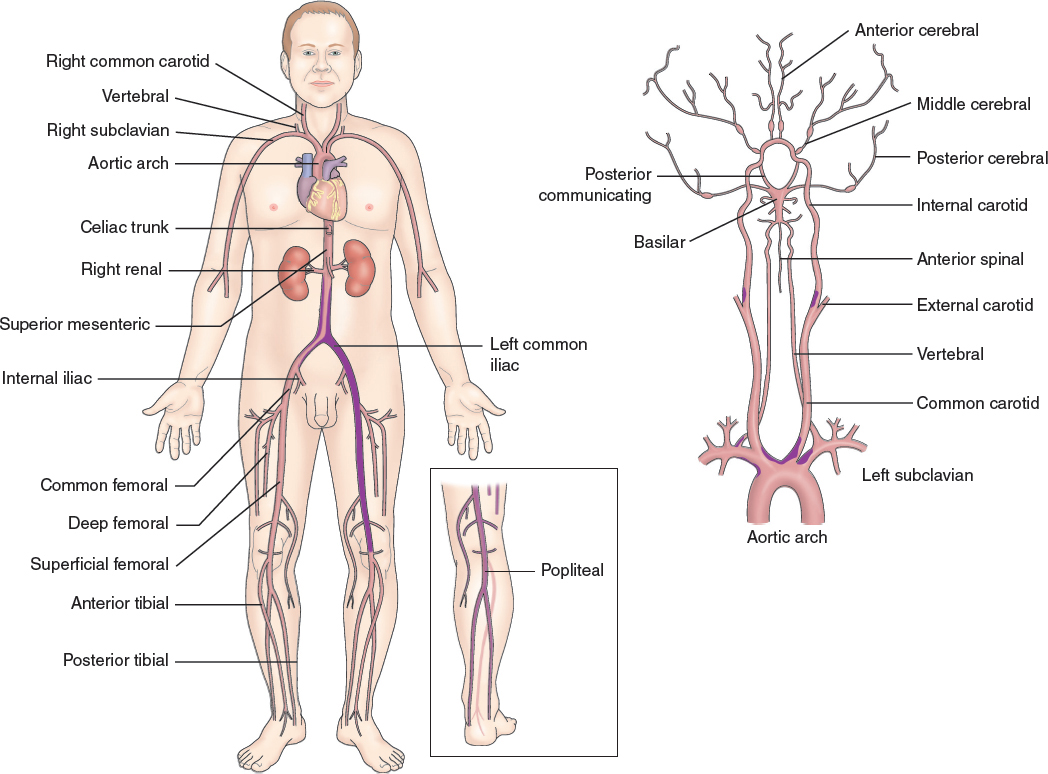 Right common carotid
Vertebral
Right subclavian
Aortic arch
Celiac trunk
Right renal
Superior mesenteric
Left common
iliac
Internal iliac
Common femoral
Deep femoral
Superficial femoral
Anterior tibial
Posterior tibial
Popliteal
Anterior cerebral
Middle cerebral
Posterior cerebral
Posterior
communicating
Internal carotid
Basilar
Anterior spinal
External carotid
Vertebral
Common carotid
Left subclavian
Aortic arch